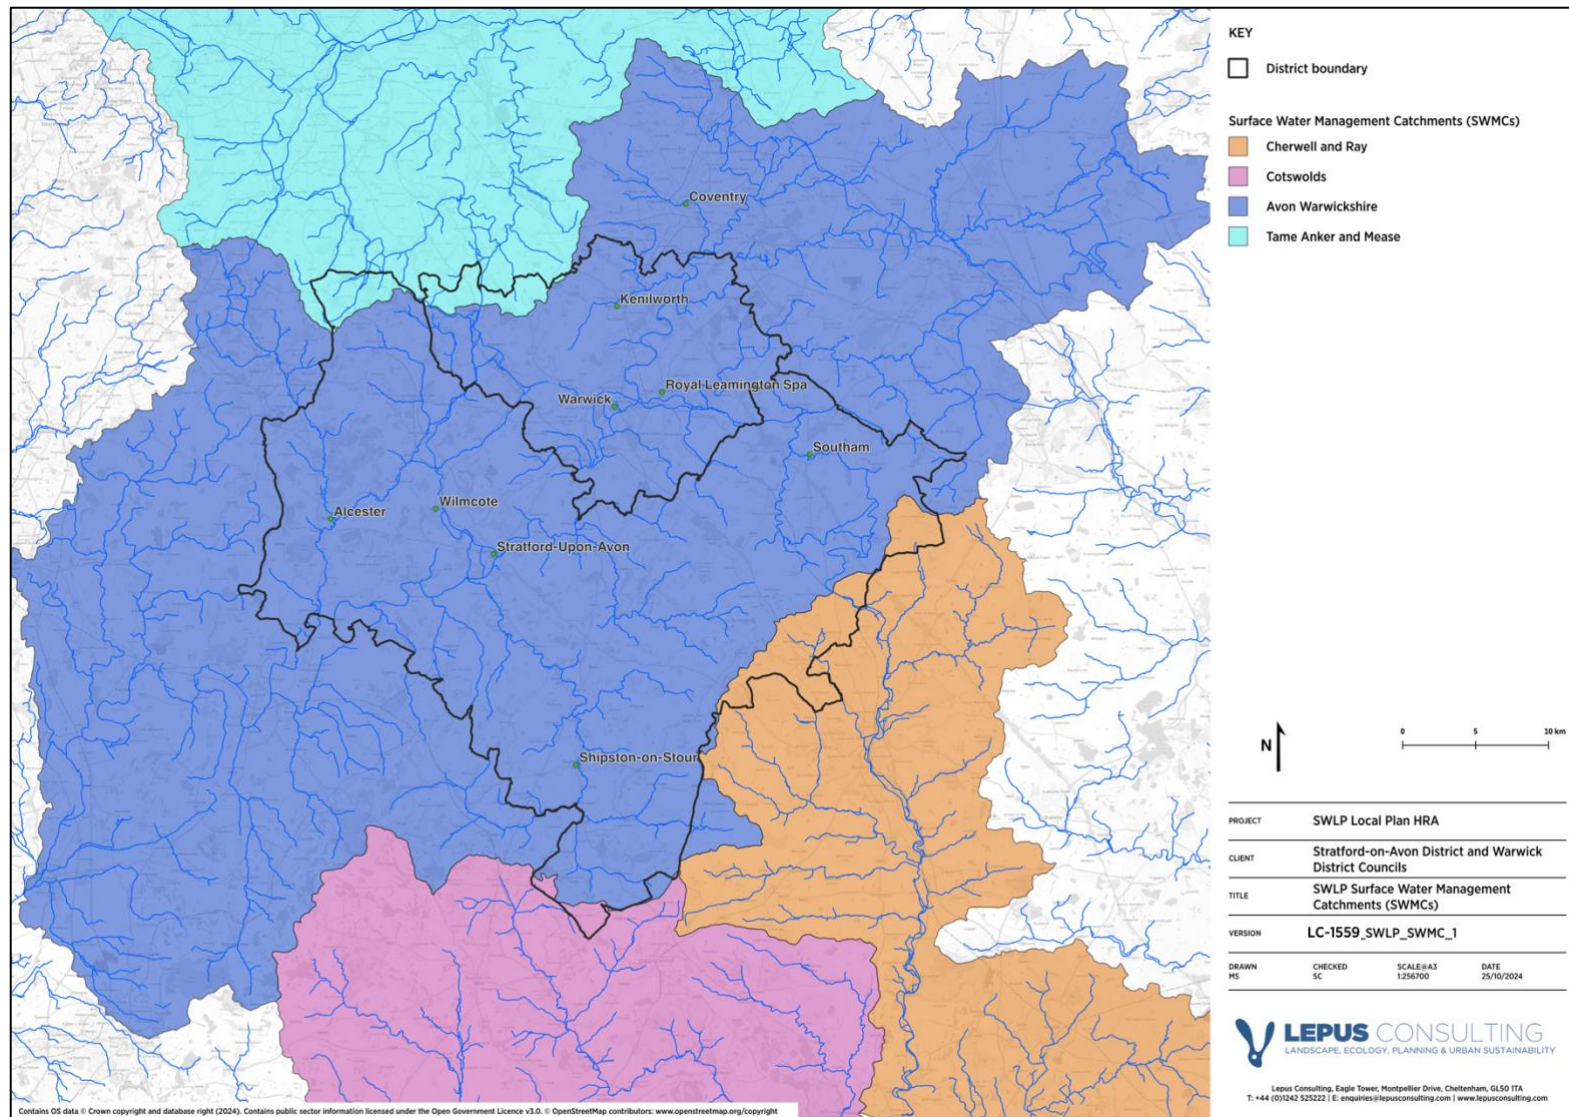 KEY
District boundary
Surface Water Management Catchments (SWMCs)
Cherwell and Ray
Cotswolds
Avon Warwickshire
Tame Anker and Mease
Coventry
Kenilworth
Royal Leamington Spa
Warwick
Southam
Wilmcote
Alcester
Stratford-Upon-Avon
Shipston-on-Stour
N
0 5 10 km
PROJECT SWLP Local Plan HRA
CLIENT Stratford-on-Avon District and Warwick
District Councils
TITLE SWLP Surface Water Management
Catchments (SWMCs)
VERSION LC-1559_SWLP_SWMC_1
DRAWN CHECKED SCALE@A3 DATE
MS SC 1:256700 25/10/2024
LEPUS CONSULTING
LANDSCAPE, ECOLOGY, PLANNING & URBAN SUSTAINABILITY
Lepus Consulting, Eagle Tower, Montpellier Drive, Cheltenham, GL50 1TA
T: +44 (0)1242 525222 | E: enquiries@lepusconsulting.com | www.lepusconsulting.com
Contains OS data © Crown copyright and database right (2024). Contains public sector information licensed under the Open Government Licence v3.0. © OpenStreetMap contributors: www.openstreetmap.org/copyright